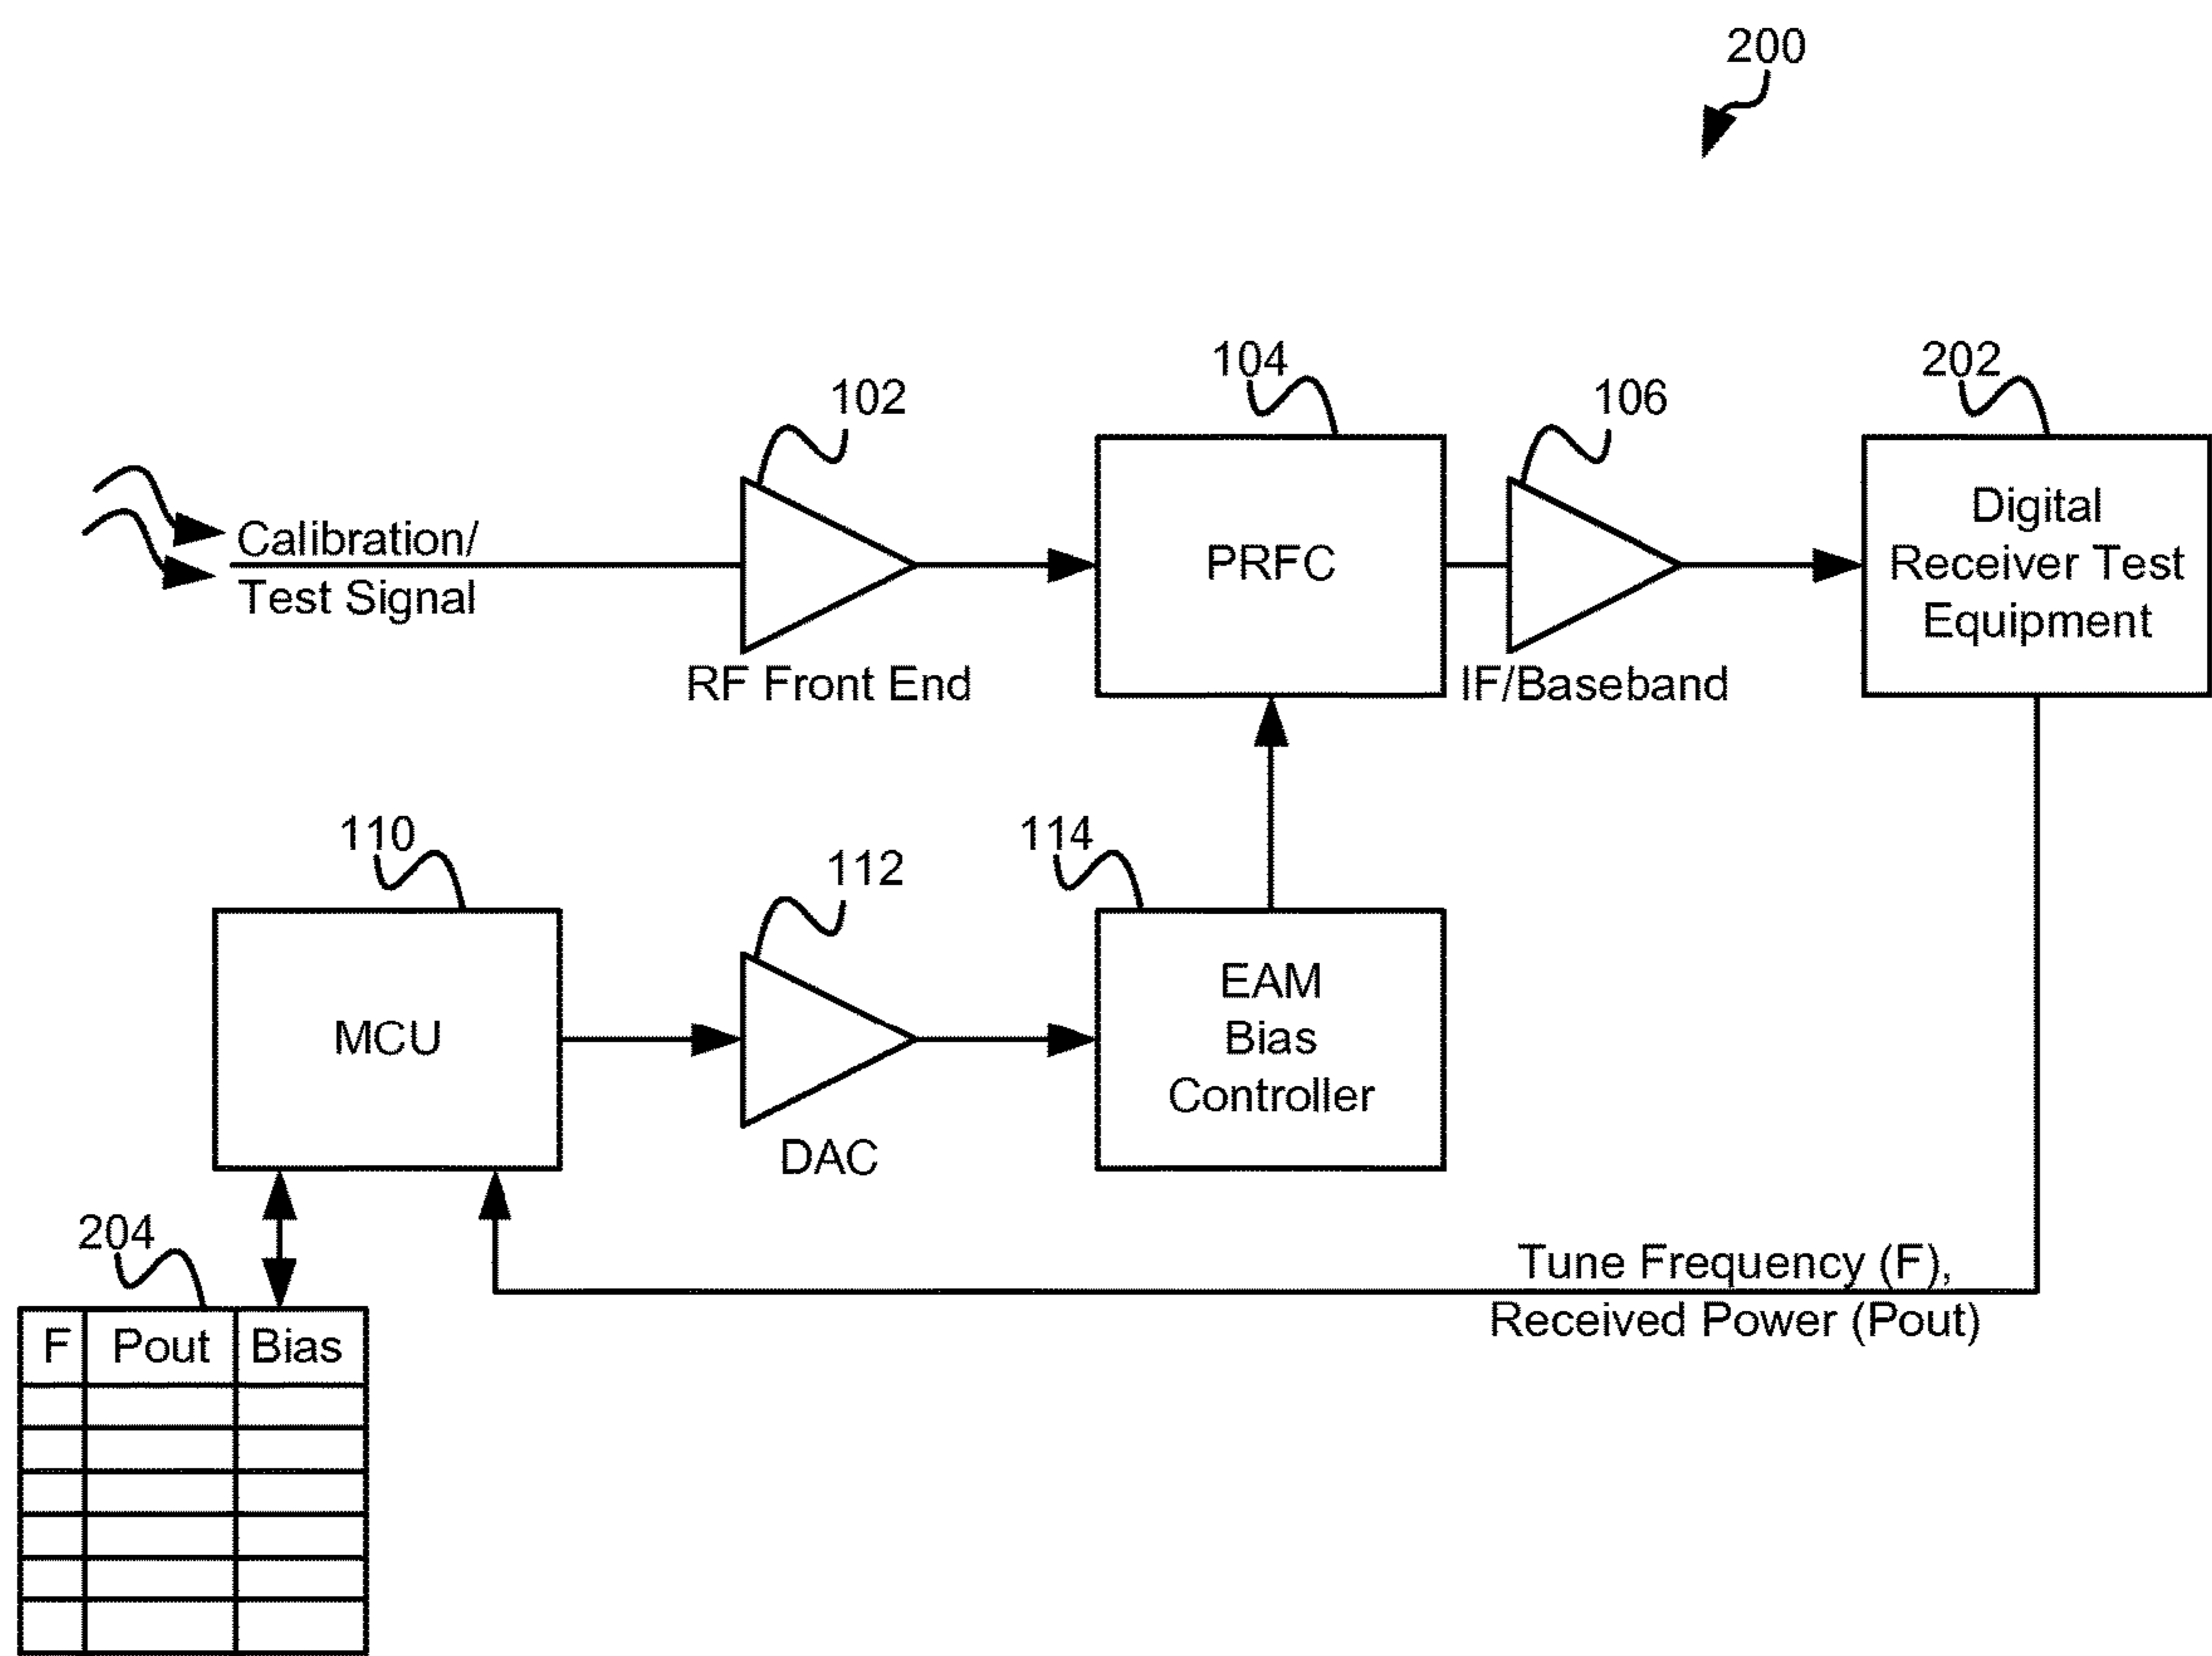 200
102
104
106
202
Calibration/
Test Signal
RF Front End
PRFC
IF/Baseband
Digital
Receiver Test
Equipment
110
112
114
MCU
DAC
EAM
Bias
Controller
204
Tune Frequency (F),
Received Power (Pout)
F Pout Bias